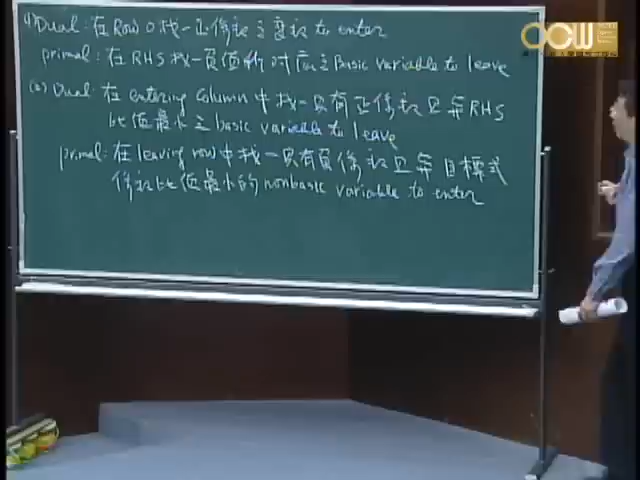 (1) Dual: 在 Row 0 找一正係數之變數 to enter
primal: 在 RHS 找一負值的對應之 Basic variable to leave
(2) Dual: 在 entering column 中找一具有正係數且與 RHS
比值最小之 basic variable to leave
primal: 在 leaving row 中找一具有負係數且與目標式
係數比值最小的 nonbasic variable to enter
OCW